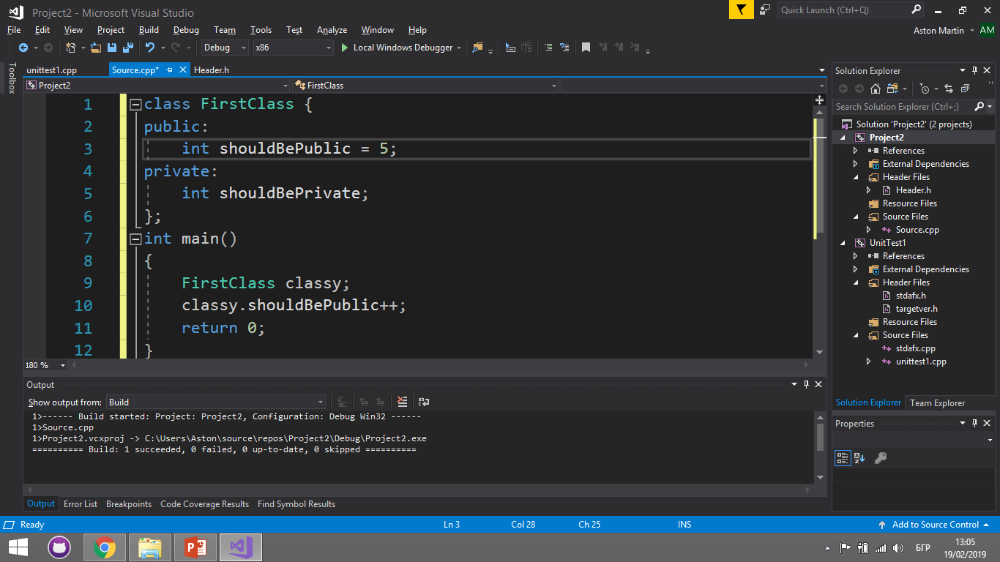 Project2 - Microsoft Visual Studio
Quick Launch (Ctrl+Q)
File Edit View Project Build Debug Team Tools Test Analyze Window Help
Aston Martin AM
Debug x86 Local Windows Debugger
Toolbox
unittest1.cpp Source.cpp* Header.h
Project2 FirstClass
1 class FirstClass {
2 public:
3 int shouldBePublic = 5;
4 private:
5 int shouldBePrivate;
6 };
7 int main()
8 {
9 FirstClass classy;
10 classy.shouldBePublic++;
11 return 0;
12 }
180 %
Output
Show output from: Build
1>------ Build started: Project: Project2, Configuration: Debug Win32 ------
1>Source.cpp
1>Project2.vcxproj -> C:\Users\Aston\source\repos\Project2\Debug\Project2.exe
========== Build: 1 succeeded, 0 failed, 0 up-to-date, 0 skipped ==========
Output Error List Breakpoints Code Coverage Results Find Symbol Results
Solution Explorer
Search Solution Explorer (Ctrl+;)
Solution 'Project2' (2 projects)
Project2
References
External Dependencies
Header Files
Header.h
Resource Files
Source Files
Source.cpp
UnitTest1
References
External Dependencies
Header Files
stdafx.h
targetver.h
Resource Files
Source Files
stdafx.cpp
unittest1.cpp
Solution Explorer Team Explorer
Properties
Ready Ln 3 Col 28 Ch 25 INS Add to Source Control
БГР 13:05
19/02/2019